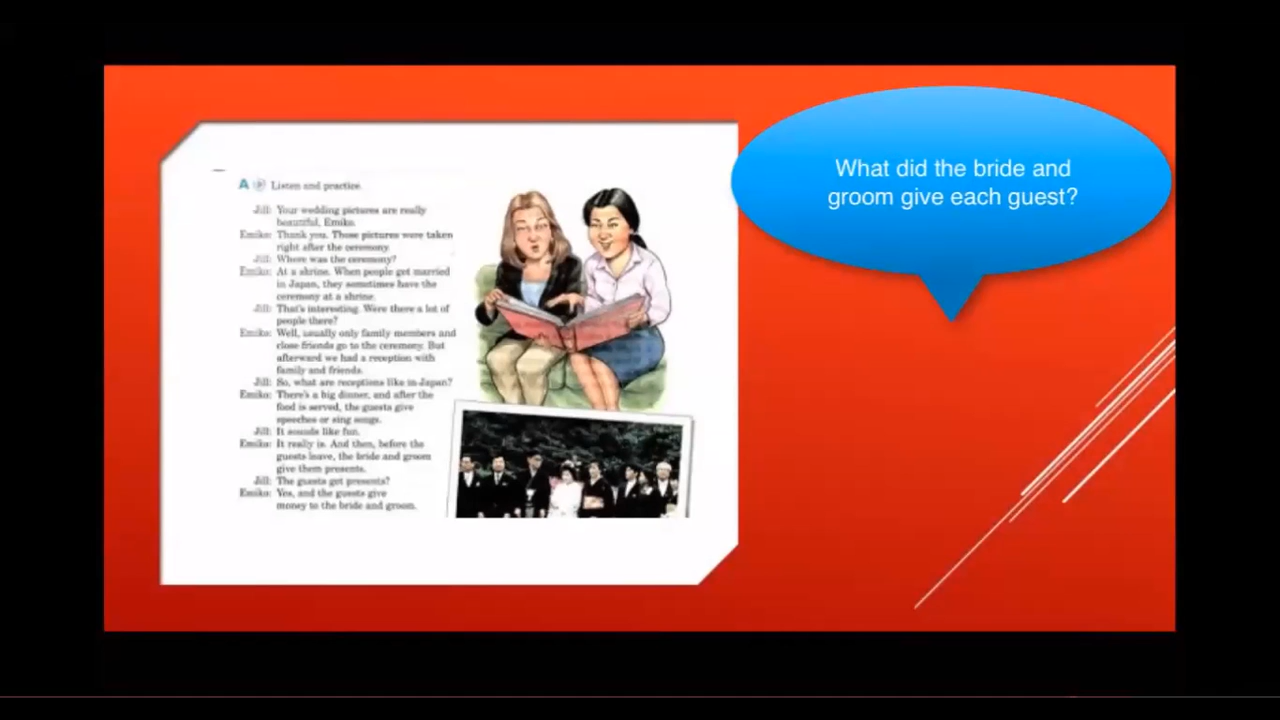 A Listen and practice.
Jill: Your wedding pictures are really
beautiful, Emiko.
Emiko: Thank you. Those pictures were taken
right after the ceremony.
Jill: Where was the ceremony?
Emiko: At a shrine. When people get married
in Japan, they sometimes have the
ceremony at a shrine.
Jill: That's interesting. Were there a lot of
people there?
Emiko: Well, usually only family members and
close friends go to the ceremony. But
afterward we had a reception with
family and friends.
Jill: So, what are receptions like in Japan?
Emiko: There's a big dinner, and after the
food is served, the guests give
speeches or sing songs.
Jill: It sounds like fun.
Emiko: It really is. And then, before the
guests leave, the bride and groom
give them presents.
Jill: The guests get presents?
Emiko: Yes, and the guests give
money to the bride and groom.
What did the bride and
groom give each guest?